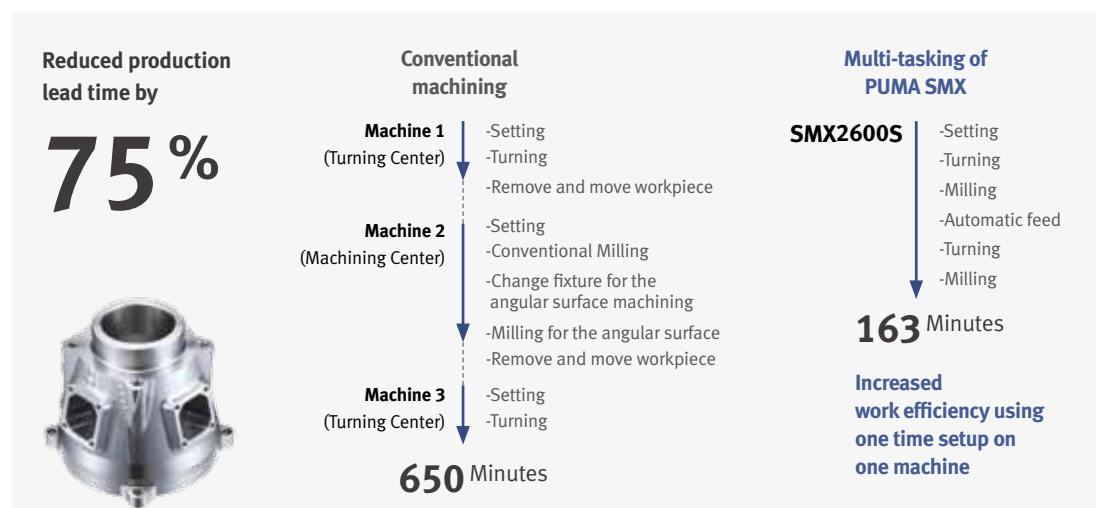 Reduced production
lead time by
75 %
Conventional
machining
Machine 1
(Turning Center)
-Setting
-Turning
-Remove and move workpiece
Machine 2
(Machining Center)
-Setting
-Conventional Milling
-Change fixture for the
angular surface machining
-Milling for the angular surface
-Remove and move workpiece
Machine 3
(Turning Center)
-Setting
-Turning
650 Minutes
Multi-tasking of
PUMA SMX
SMX2600S
-Setting
-Turning
-Milling
-Automatic feed
-Turning
-Milling
163 Minutes
Increased
work efficiency using
one time setup on
one machine